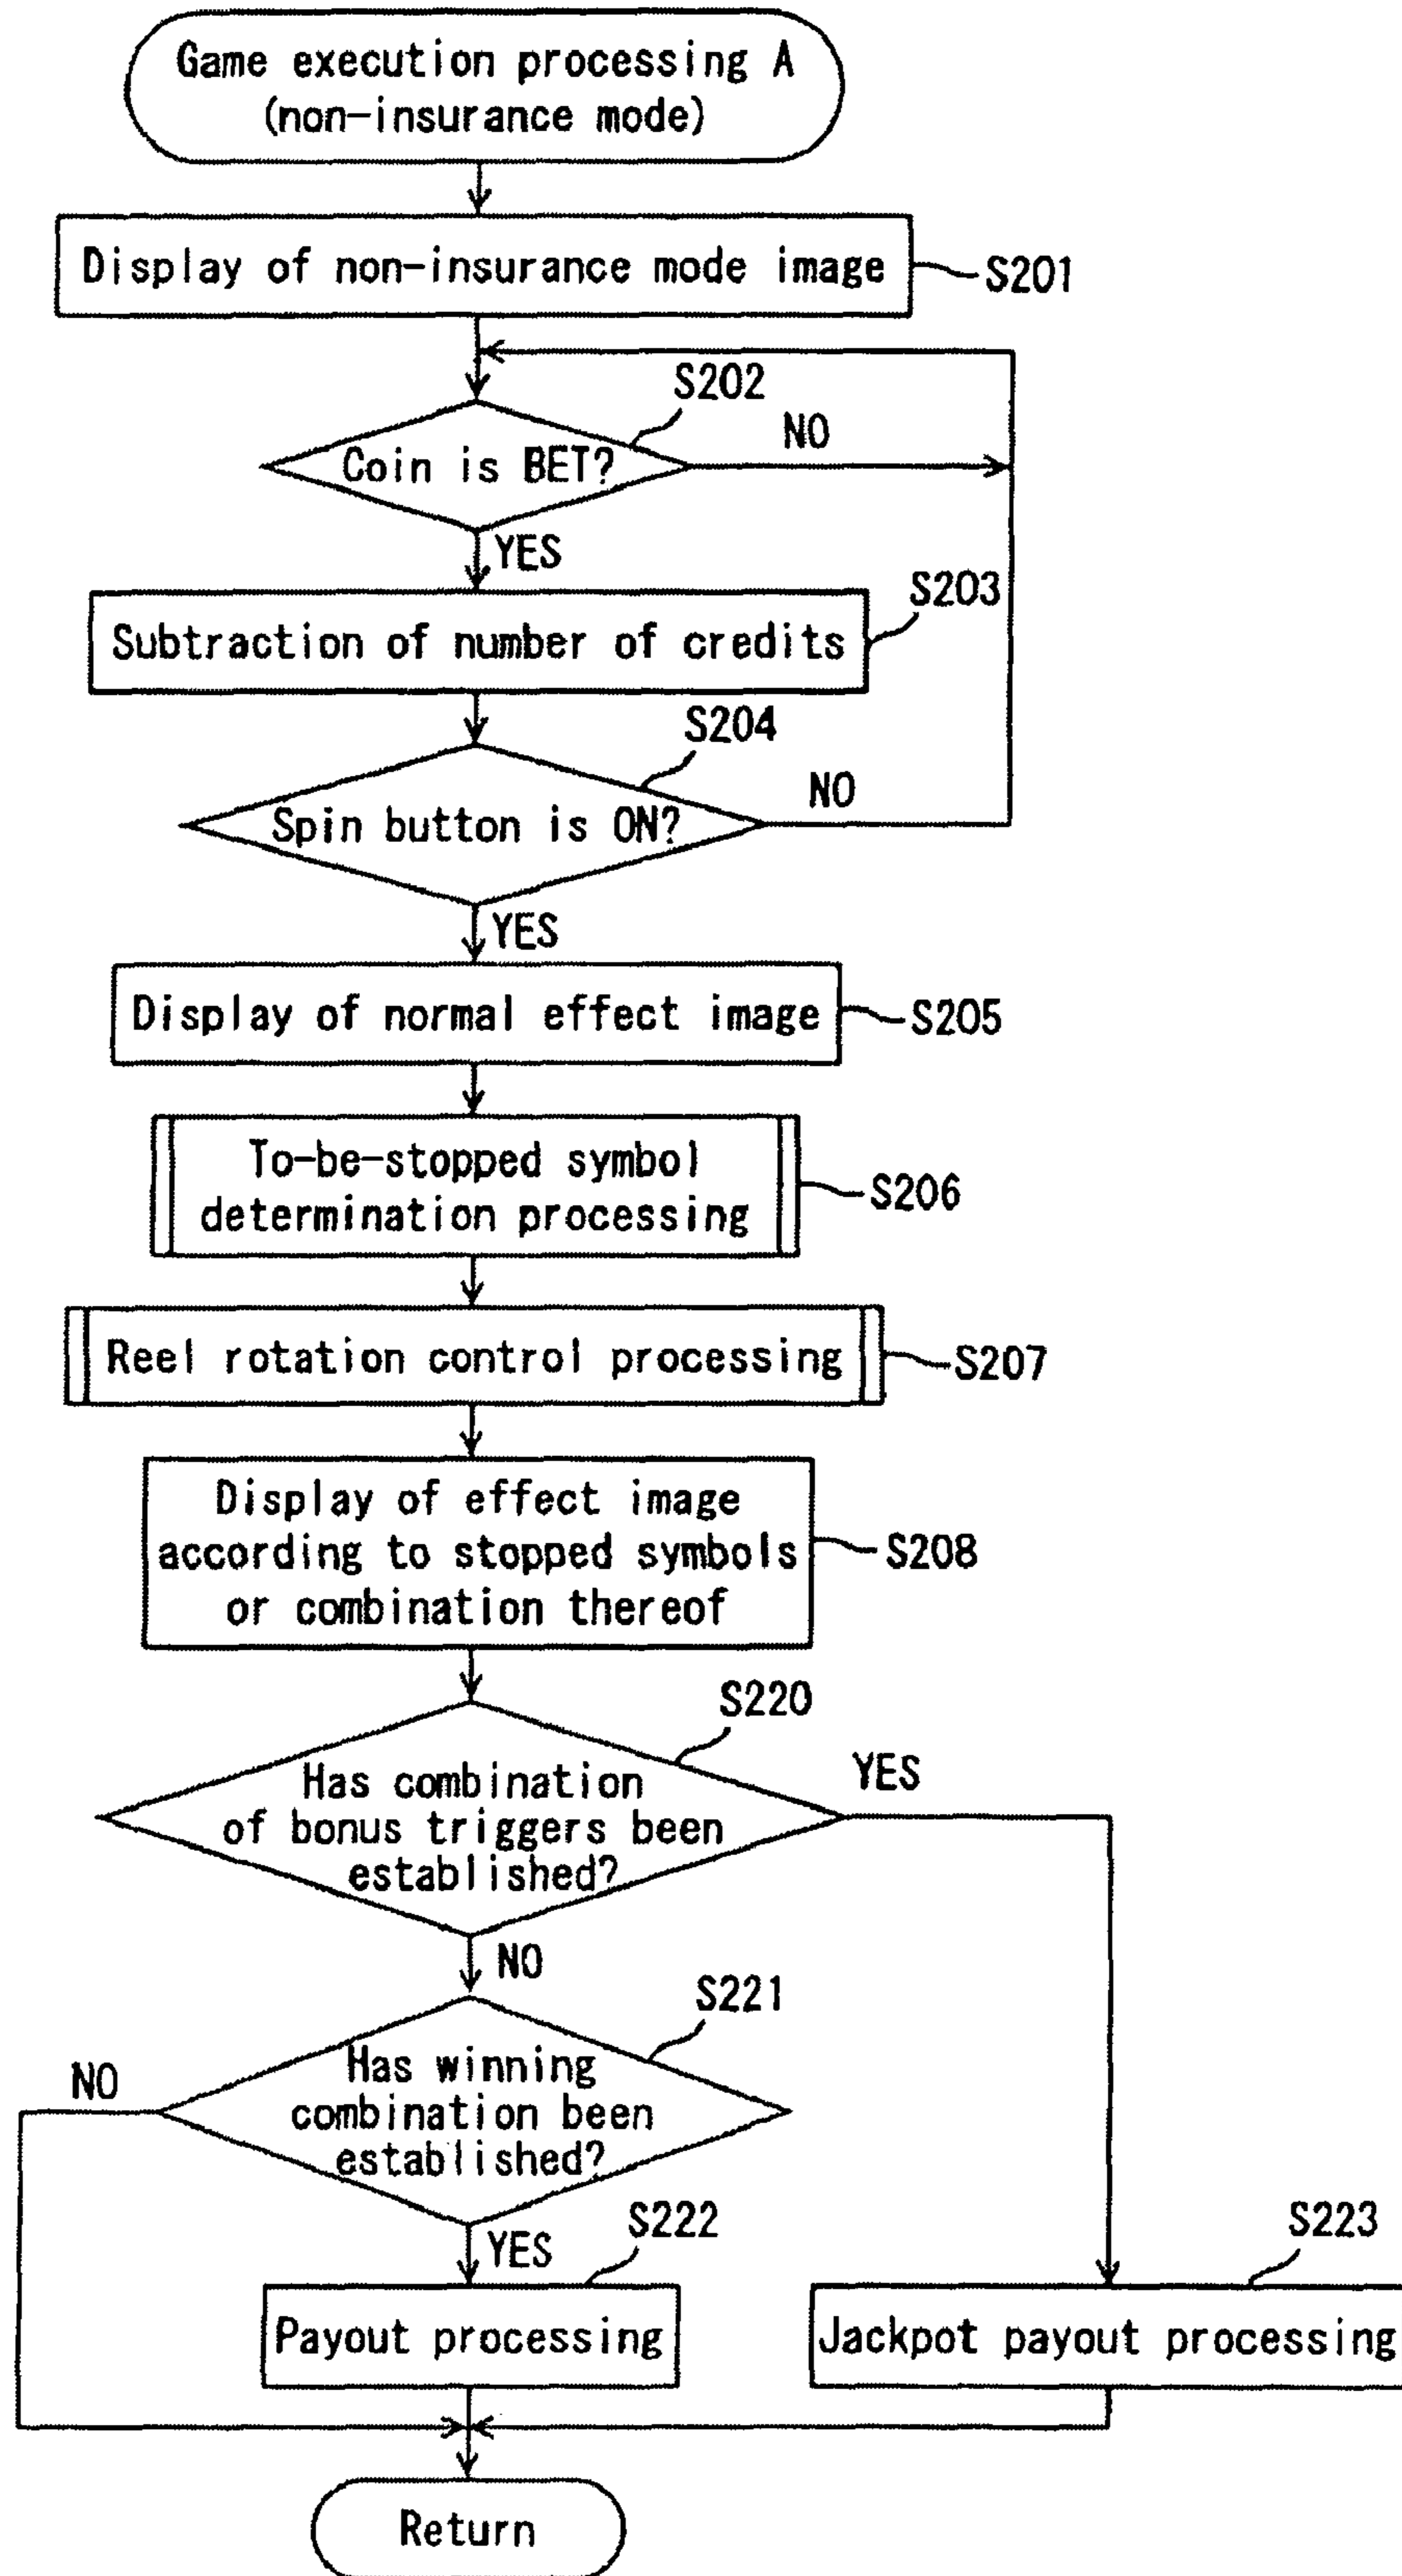 Game execution processing A
(non-insurance mode)
Display of non-insurance mode image
S201
S202
NO
Coin is BET?
YES
S203
Subtraction of number of credits
S204
NO
Spin button is ON?
YES
Display of normal effect image
S205
To-be-stopped symbol
determination processing
S206
Reel rotation control processing
S207
Display of effect image
according to stopped symbols
or combination thereof
S208
S220
YES
Has combination
of bonus triggers been
established?
NO
S221
NO
Has winning
combination been
established?
YES
S222
S223
Payout processing
Jackpot payout processing
Return